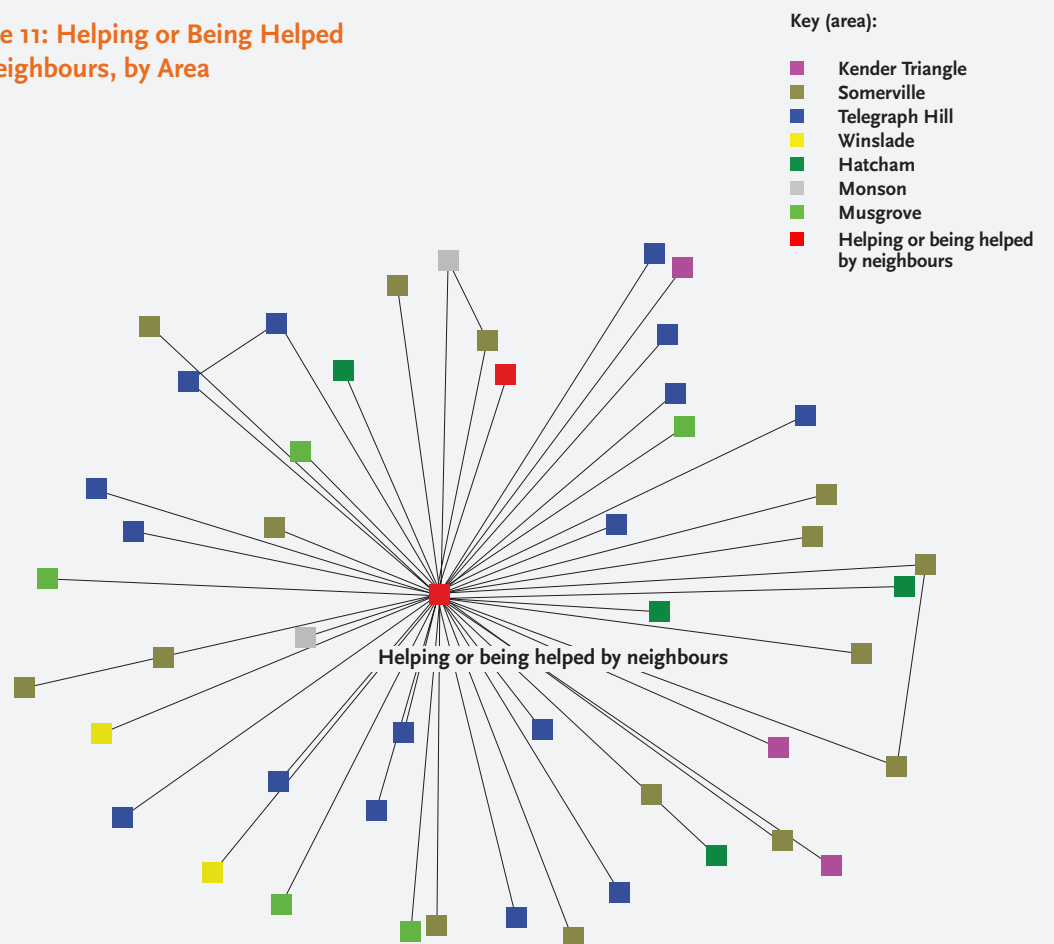 e 11: Helping or Being Helped
eighbours, by Area
Key (area):
Kender Triangle
Somerville
Telegraph Hill
Winslade
Hatcham
Monson
Musgrove
Helping or being helped
by neighbours
Helping or being helped by neighbours